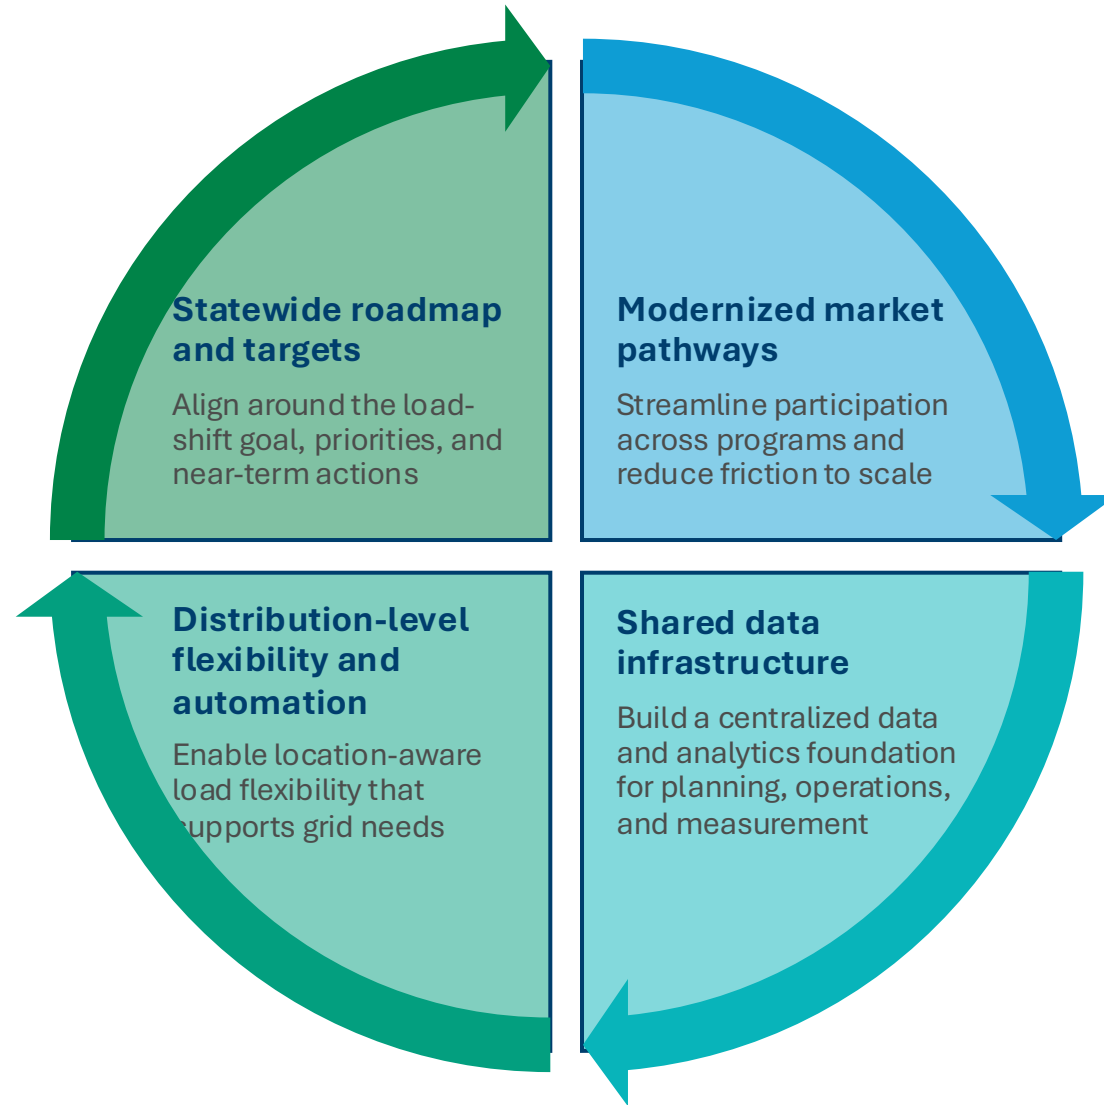 Statewide roadmap
and targets
Align around the load-
shift goal, priorities, and
near-term actions
Modernized market
pathways
Streamline participation
across programs and
reduce friction to scale
Distribution-level
flexibility and
automation
Enable location-aware
load flexibility that
supports grid needs
Shared data
infrastructure
Build a centralized data
and analytics foundation
for planning, operations,
and measurement